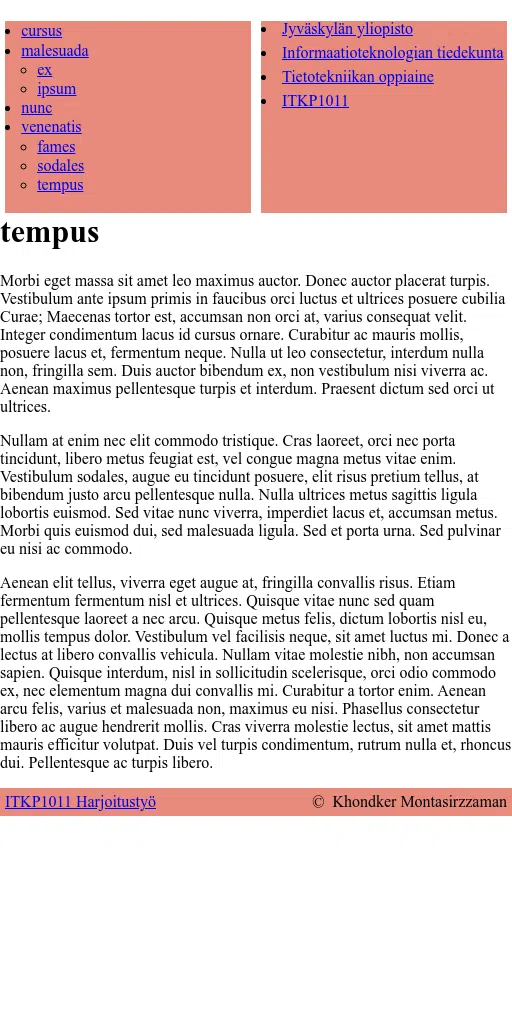 cursus
malesuada
ex
ipsum
nunc
venenatis
fames
sodales
tempus
Jyväskylän yliopisto
Informaatioteknologian tiedekunta
Tietotekniikan oppiaine
ITKP1011
tempus
Morbi eget massa sit amet leo maximus auctor. Donec auctor placerat turpis.
Vestibulum ante ipsum primis in faucibus orci luctus et ultrices posuere cubilia
Curae; Maecenas tortor est, accumsan non orci at, varius consequat velit.
Integer condimentum lacus id cursus ornare. Curabitur ac mauris mollis,
posuere lacus et, fermentum neque. Nulla ut leo consectetur, interdum nulla
non, fringilla sem. Duis auctor bibendum ex, non vestibulum nisi viverra ac.
Aenean maximus pellentesque turpis et interdum. Praesent dictum sed orci ut
ultrices.
Nullam at enim nec elit commodo tristique. Cras laoreet, orci nec porta
tincidunt, libero metus feugiat est, vel congue magna metus vitae enim.
Vestibulum sodales, augue eu tincidunt posuere, elit risus pretium tellus, at
bibendum justo arcu pellentesque nulla. Nulla ultrices metus sagittis ligula
lobortis euismod. Sed vitae nunc viverra, imperdiet lacus et, accumsan metus.
Morbi quis euismod dui, sed malesuada ligula. Sed et porta urna. Sed pulvinar
eu nisi ac commodo.
Aenean elit tellus, viverra eget augue at, fringilla convallis risus. Etiam
fermentum fermentum nisl et ultrices. Quisque vitae nunc sed quam
pellentesque laoreet a nec arcu. Quisque metus felis, dictum lobortis nisl eu,
mollis tempus dolor. Vestibulum vel facilisis neque, sit amet luctus mi. Donec a
lectus at libero convallis vehicula. Nullam vitae molestie nibh, non accumsan
sapien. Quisque interdum, nisl in sollicitudin scelerisque, orci odio commodo
ex, nec elementum magna dui convallis mi. Curabitur a tortor enim. Aenean
arcu felis, varius et malesuada non, maximus eu nisi. Phasellus consectetur
libero ac augue hendrerit mollis. Cras viverra molestie lectus, sit amet mattis
mauris efficitur volutpat. Duis vel turpis condimentum, rutrum nulla et, rhoncus
dui. Pellentesque ac turpis libero.
ITKP1011 Harjoitustyö
© Khondker Montasirzzaman